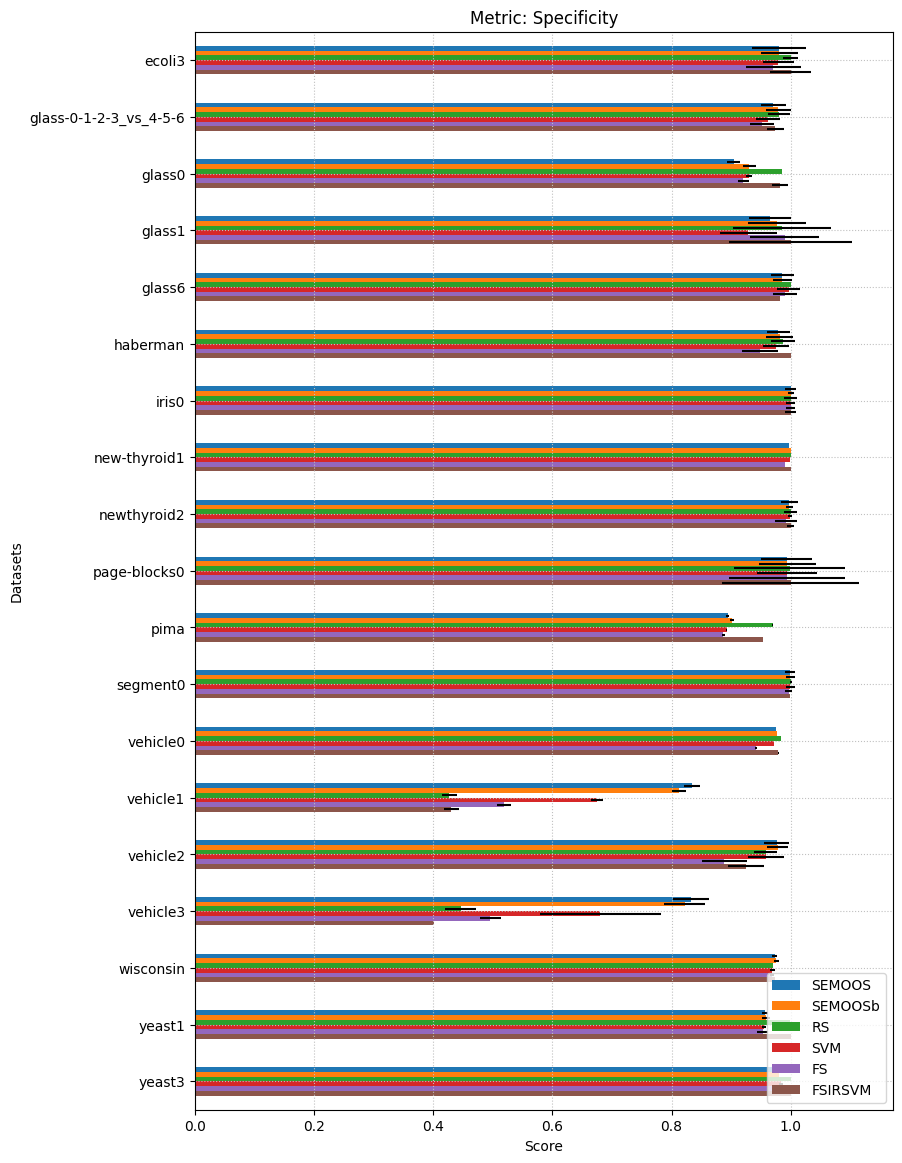 Metric: Specificity
ecoli3
glass-0-1-2-3_vs_4-5-6
glass0
glass1
glass6
haberman
iris0
new-thyroid1
newthyroid2
page-blocks0
pima
segment0
vehicle0
vehicle1
vehicle2
vehicle3
wisconsin
yeast1
yeast3
Datasets
SEMOOS
SEMOOSb
RS
SVM
FS
FSIRSVM
0.0 0.2 0.4 0.6 0.8 1.0
Score